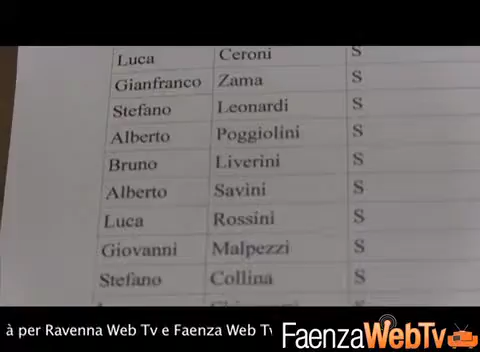 Luca Ceroni S
Gianfranco Zama S
Stefano Leonardi S
Alberto Poggiolini S
Bruno Liverini S
Alberto Savini S
Luca Rossini S
Giovanni Malpezzi S
Stefano Collina S
à per Ravenna Web Tv e Faenza Web Tv
FaenzaWebTv